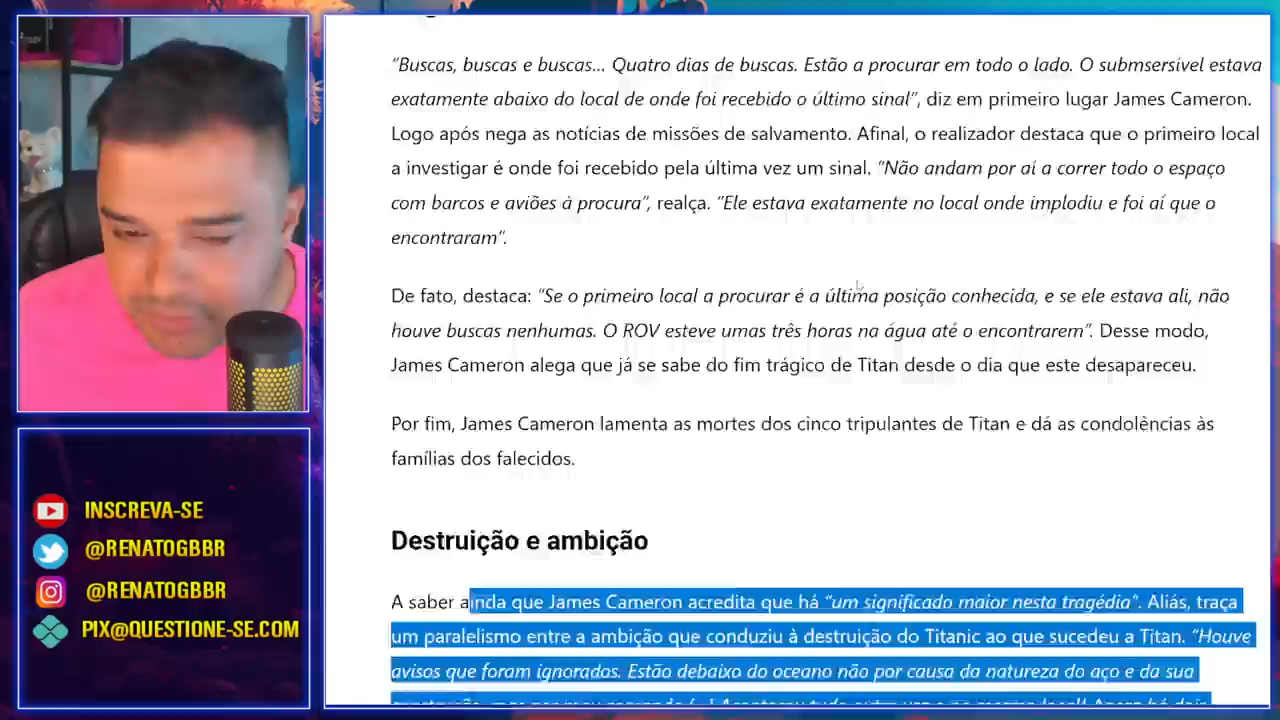 "Buscas, buscas e buscas... Quatro dias de buscas. Estão a procurar em todo o lado. O submsersível estava
exatamente abaixo do local de onde foi recebido o último sinal", diz em primeiro lugar James Cameron.
Logo após nega as notícias de missões de salvamento. Afinal, o realizador destaca que o primeiro local
a investigar é onde foi recebido pela última vez um sinal. "Não andam por aí a correr todo o espaço
com barcos e aviões à procura", realça. "Ele estava exatamente no local onde implodiu e foi aí que o
encontraram".
De fato, destaca: "Se o primeiro local a procurar é a última posição conhecida, e se ele estava ali, não
houve buscas nenhumas. O ROV esteve umas três horas na água até o encontrarem". Desse modo,
James Cameron alega que já se sabe do fim trágico de Titan desde o dia que este desapareceu.
Por fim, James Cameron lamenta as mortes dos cinco tripulantes de Titan e dá as condolências às
famílias dos falecidos.
Destruição e ambição
A saber ainda que James Cameron acredita que há "um significado maior nesta tragédia". Aliás, traça
um paralelismo entre a ambição que conduziu à destruição do Titanic ao que sucedeu a Titan. "Houve
avisos que foram ignorados. Estão debaixo do oceano não por causa da natureza do aço e da sua
INSCREVA-SE
@RENATOGBBR
@RENATOGBBR
PIX@QUESTIONE-SE.COM